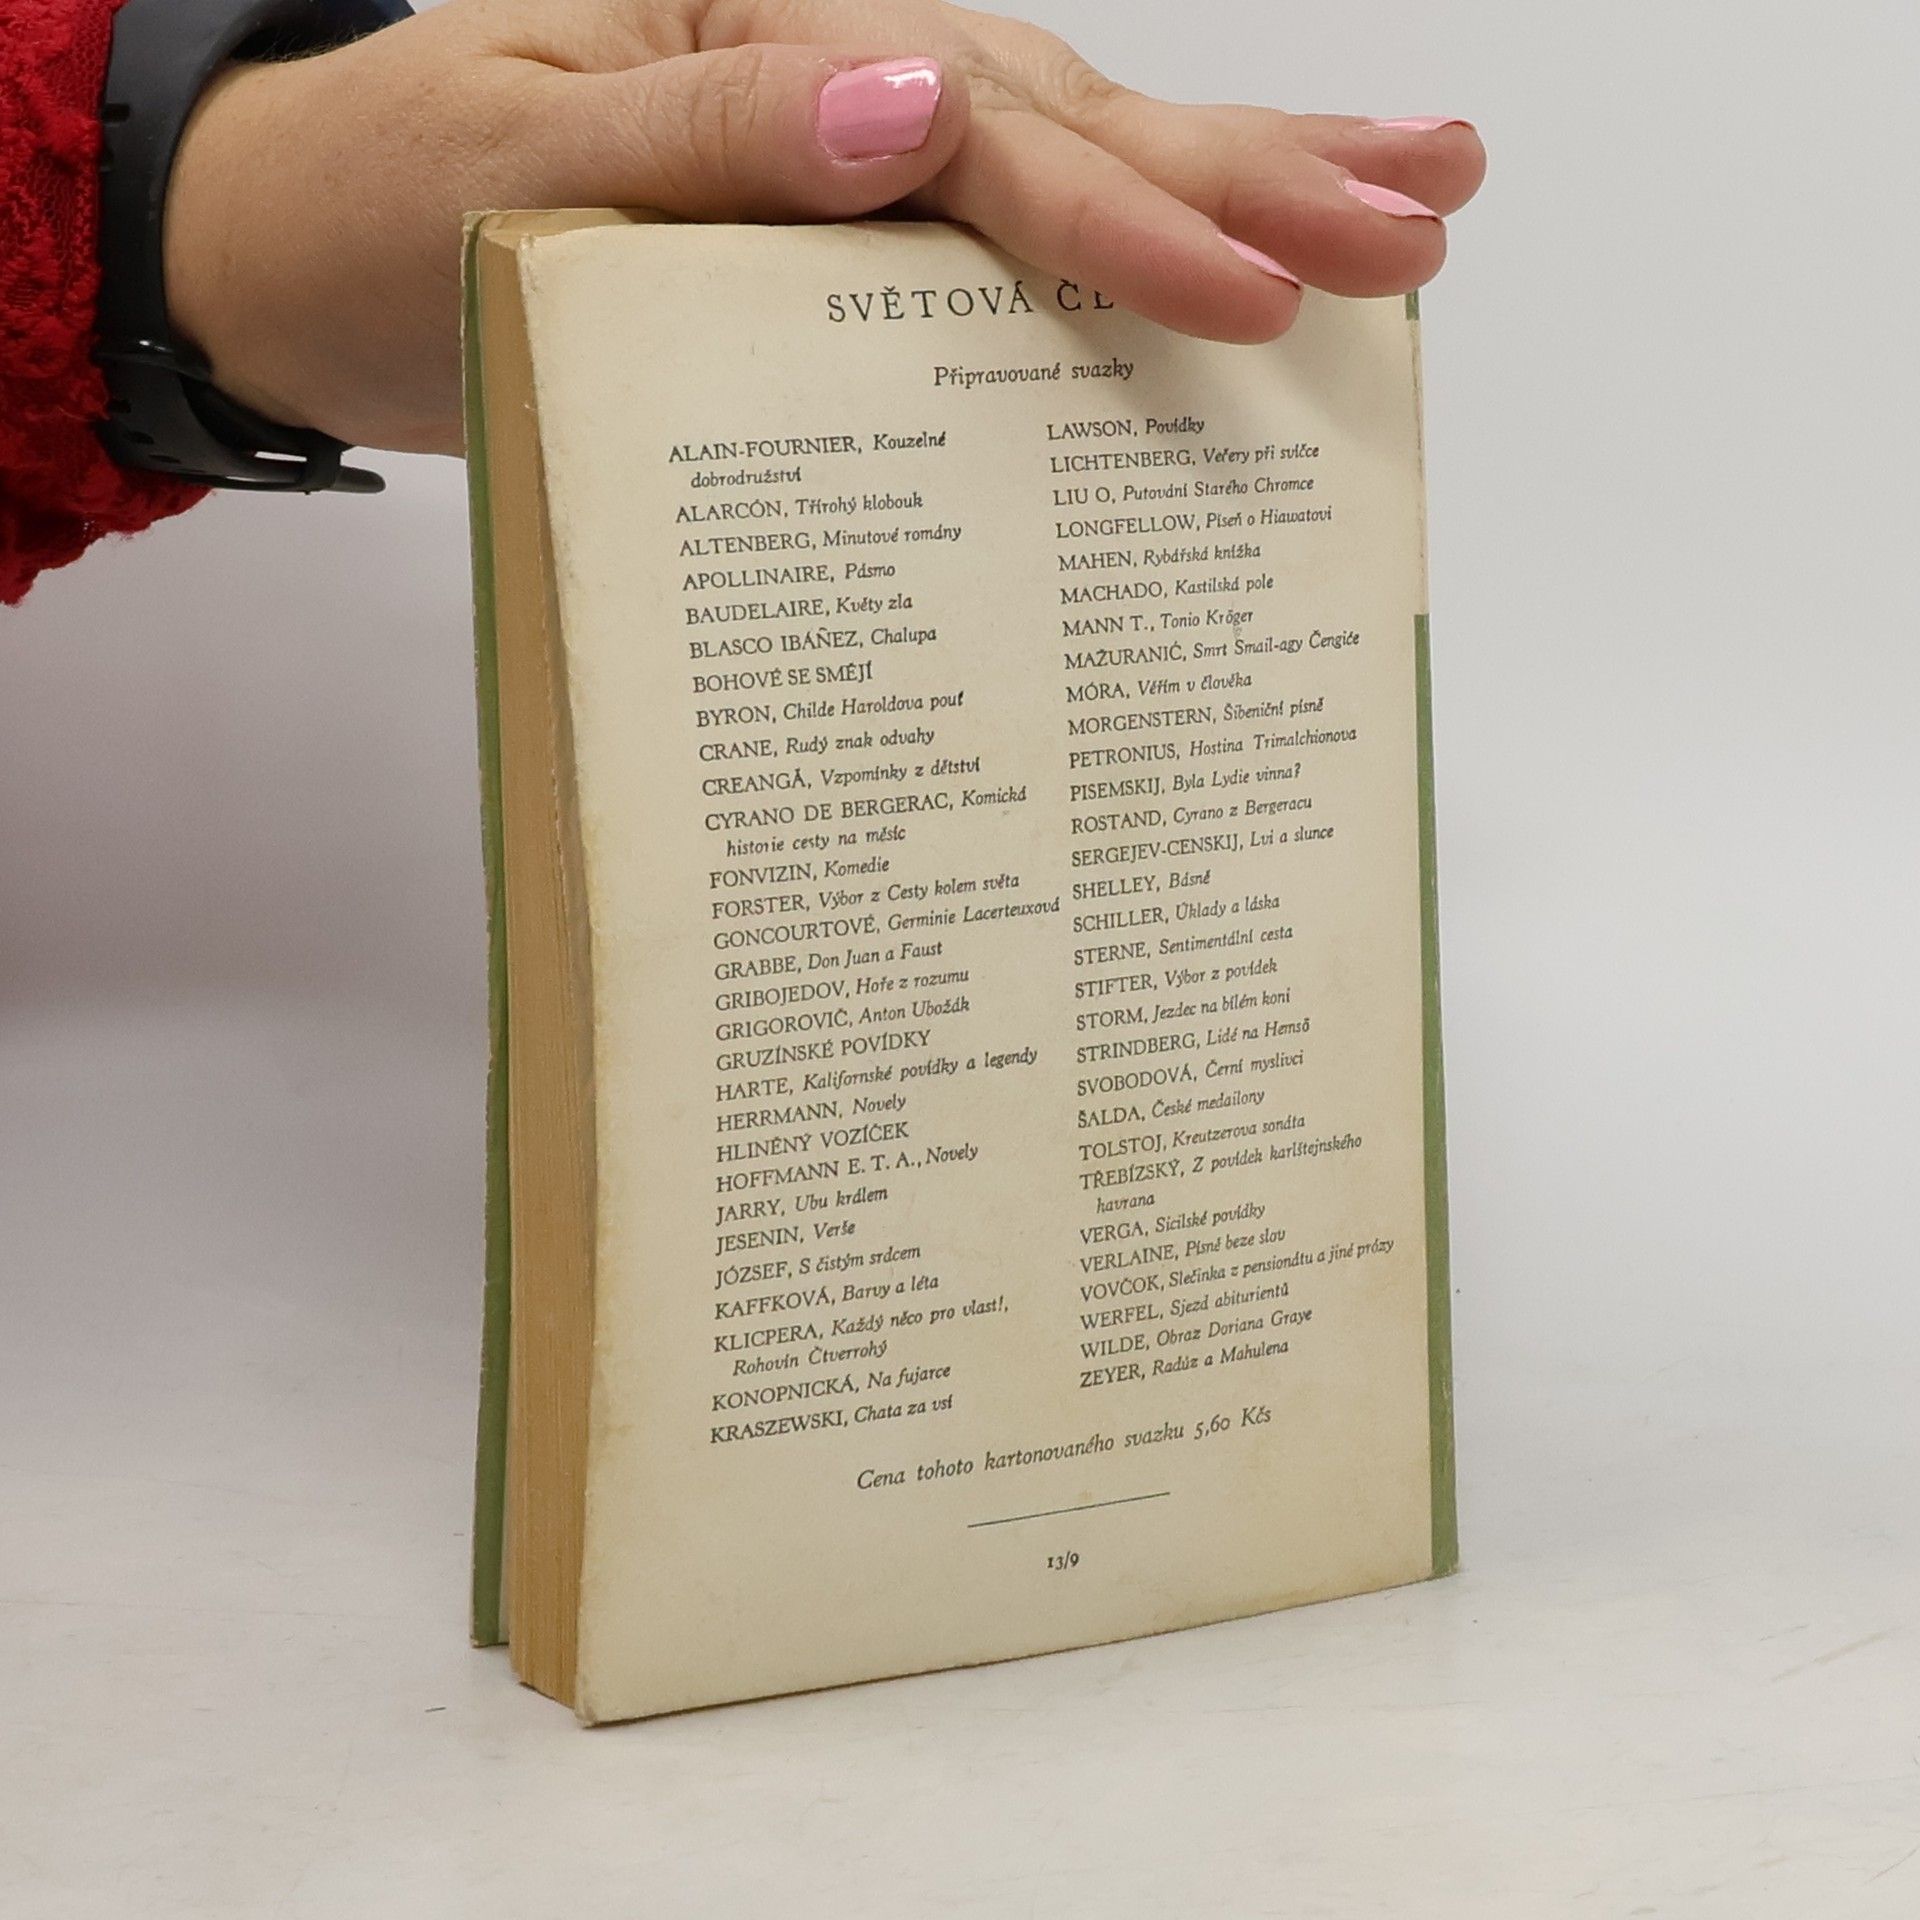 SVĚTOVÁ
Připravované svazky
ALAIN-FOURNIER, Kouzelné
dobrodružství
ALARCÓN, Třírohý klobouk
ALTENBERG, Minutové romány
APOLLINAIRE, Pásmo
BAUDELAIRE, Květy zla
BLASCO IBÁÑEZ, Chalupa
BOHOVÉ SE SMĚJÍ
BYRON, Childe Haroldova pouť
CRANE, Rudý znak odvahy
CREANGĂ, Vzpomínky z dětství
CYRANO DE BERGERAC, Komická
historie cesty na měsíc
FONVIZIN, Komedie
FORSTER, Výbor z Cesty kolem světa
GONCOURTOVÉ, Germinie Lacerteuxová
GRABBE, Don Juan a Faust
GRIBOJEDOV, Hoře z rozumu
GRIGOROVIČ, Anton Ubožák
GRUZÍNSKÉ POVÍDKY
HARTE, Kalifornské povídky a legendy
HERRMANN, Novely
HLINĚNÝ VOZÍČEK
HOFFMANN E. T. A., Novely
JARRY, Ubu králem
JESENIN, Verše
JÓZSEF, S čistým srdcem
KAFFKOVÁ, Barvy a léta
KLICPERA, Každý něco pro vlast!,
Rohovín Čtverrohý
KONOPNICKÁ, Na fujarce
KRASZEWSKI, Chata za vsí
LAWSON, Povídky
LICHTENBERG, Večery při svíčce
LIU O, Putování Starého Chromce
LONGFELLOW, Píseň o Hiawatovi
MAHEN, Rybářská knížka
MACHADO, Kastilská pole
MANN T., Tonio Kröger
MAŽURANIĆ, Smrt Smail-agy Čengiće
MÓRA, Věřím v člověka
MORGENSTERN, Šibeniční písně
PETRONIUS, Hostina Trimalchionova
PISEMSKIJ, Byla Lydie vinna?
ROSTAND, Cyrano z Bergeracu
SERGEJEV-CENSKIJ, Lvi a slunce
SHELLEY, Básně
SCHILLER, Úklady a láska
STERNE, Sentimentální cesta
STIFTER, Výbor z povídek
STORM, Jezdec na bílém koni
STRINDBERG, Lidé na Hemsö
SVOBODOVÁ, Černí myslivci
ŠALDA, České medailony
TOLSTOJ, Kreutzerova sonáta
TŘEBÍZSKÝ, Z povídek karlštejnského
havrana
VERGA, Sicilské povídky
VERLAINE, Písně beze slov
VOVČOK, Slečinka z pensionátu a jiné prózy
WERFEL, Sjezd abiturientů
WILDE, Obraz Doriana Graye
ZEYER, Radúz a Mahulena
Cena tohoto kartonovaného svazku 5,60 Kčs
13/9